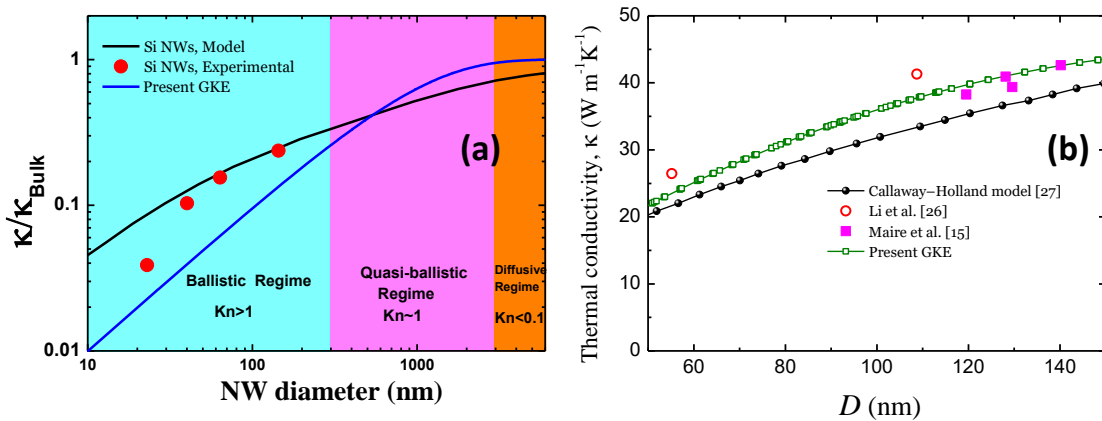 Si NWs, Model
Si NWs, Experimental
Present GKE
(a)
1
0.1
0.01
κ/κBulk
Ballistic Regime
Kn>1
Quasi-ballistic
Regime
Kn~1
Diffusive
Regime
Kn<0.1
10
100
1000
NW diameter (nm)
50
40
30
20
10
0
Thermal conductivity, κ (W m⁻¹K⁻¹)
(b)
Callaway–Holland model [27]
Li et al. [26]
Maire et al. [15]
Present GKE
60
80
100
120
140
D (nm)